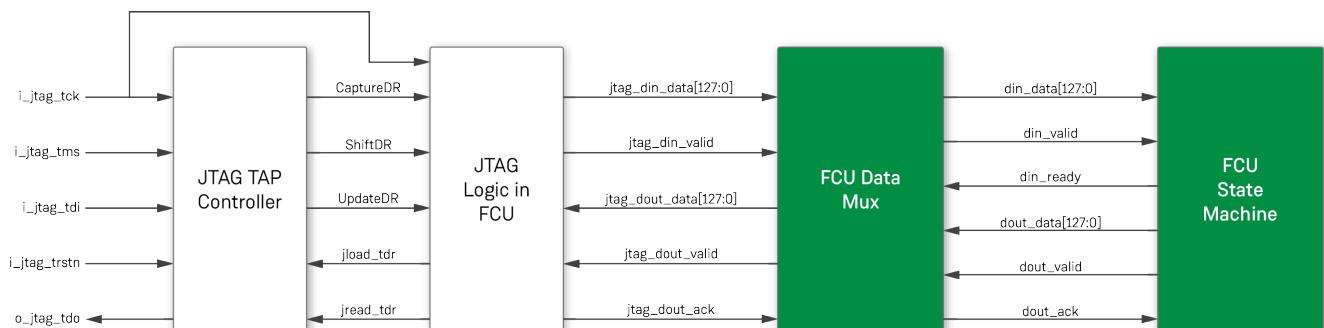 i_jtag_tck
i_jtag_tms
i_jtag_tdi
i_jtag_trstn
o_jtag_tdo
JTAG TAP
Controller
CaptureDR
ShiftDR
UpdateDR
jload_tdr
jread_tdr
JTAG
Logic in
FCU
jtag_din_data[127:0]
jtag_din_valid
jtag_dout_data[127:0]
jtag_dout_valid
jtag_dout_ack
FCU Data
Mux
din_data[127:0]
din_valid
din_ready
dout_data[127:0]
dout_valid
dout_ack
FCU
State
Machine